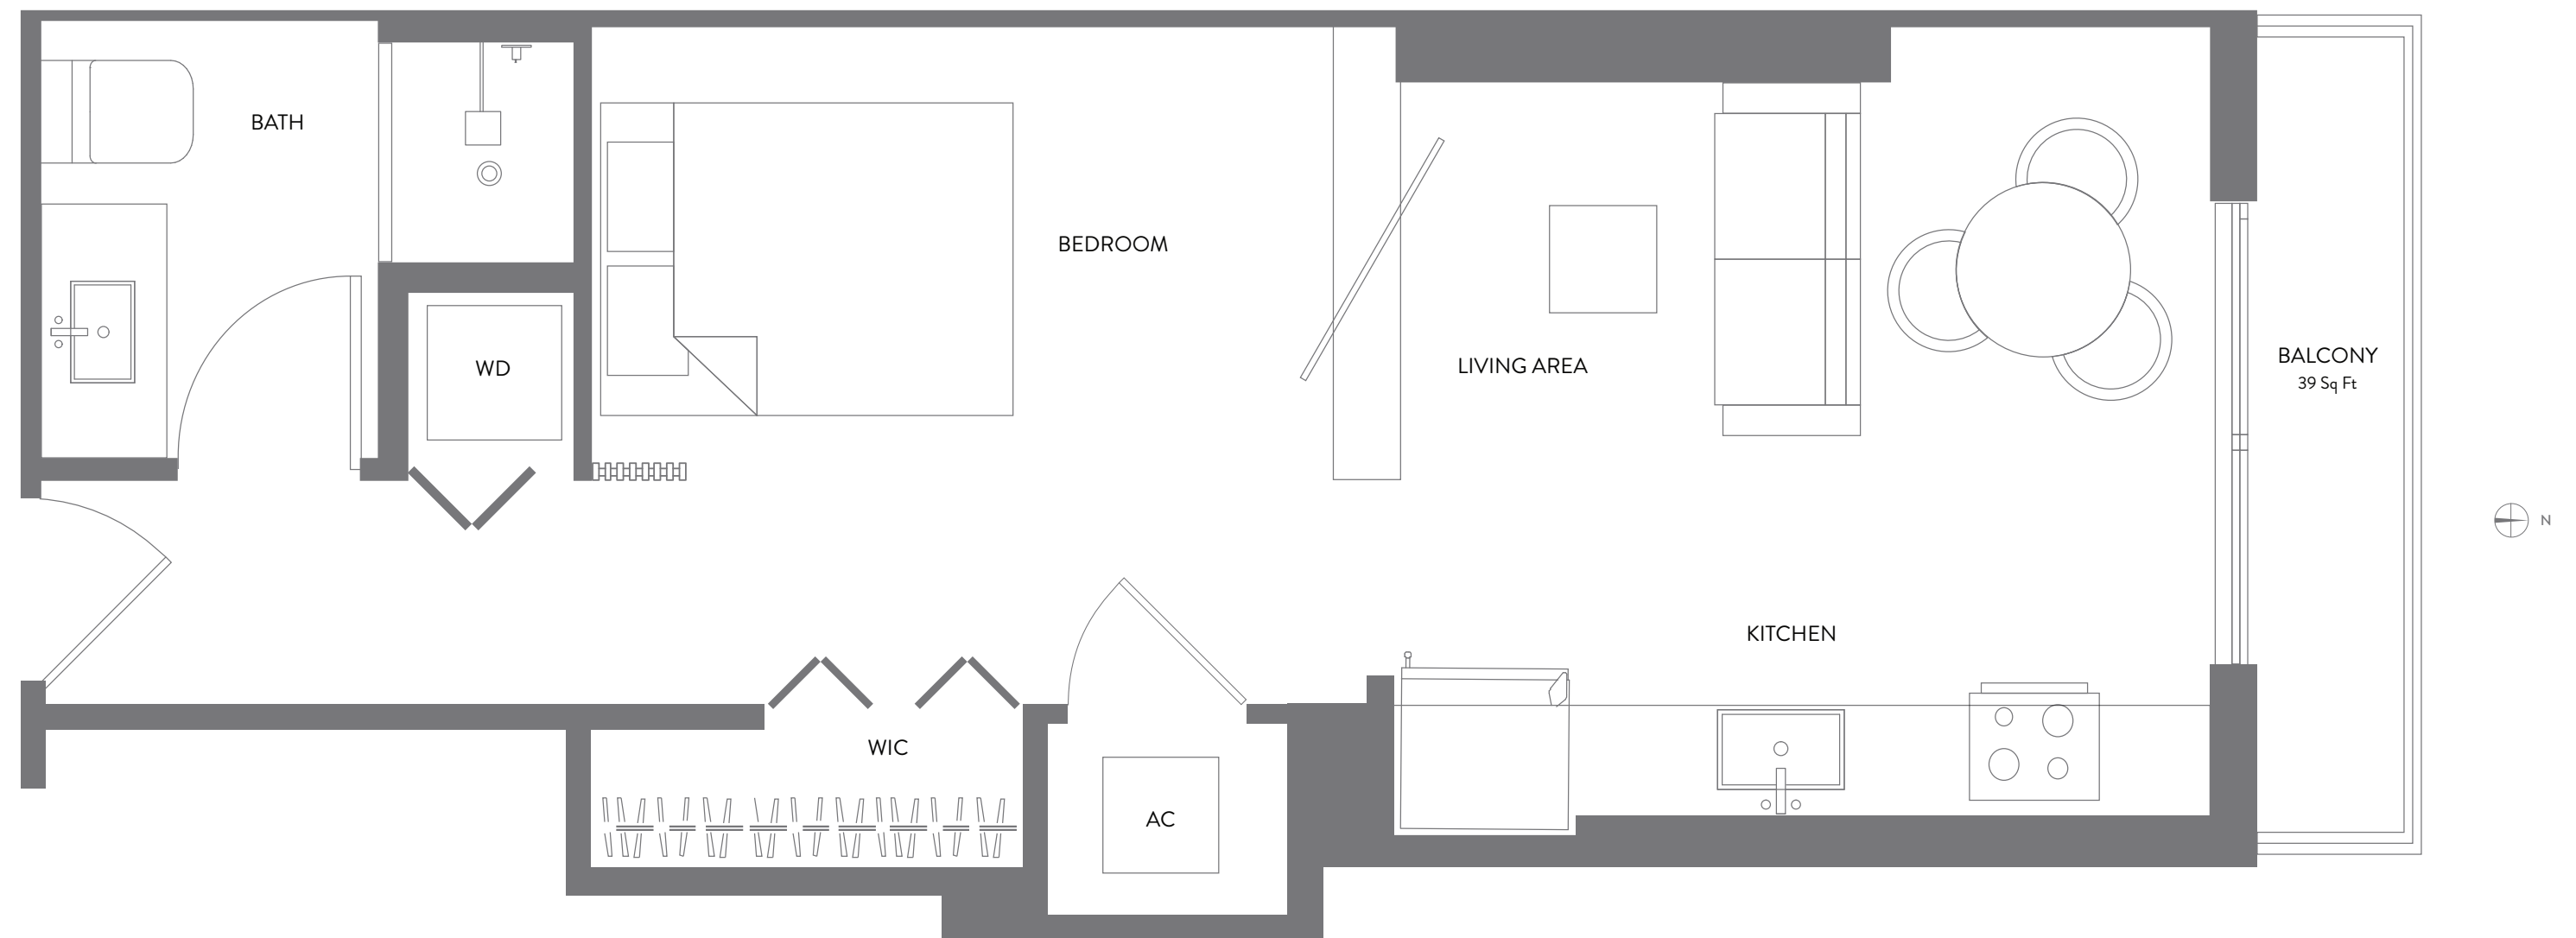 BATH
BEDROOM
WD
LIVING AREA
BALCONY
39 Sq Ft
N
KITCHEN
WIC
AC